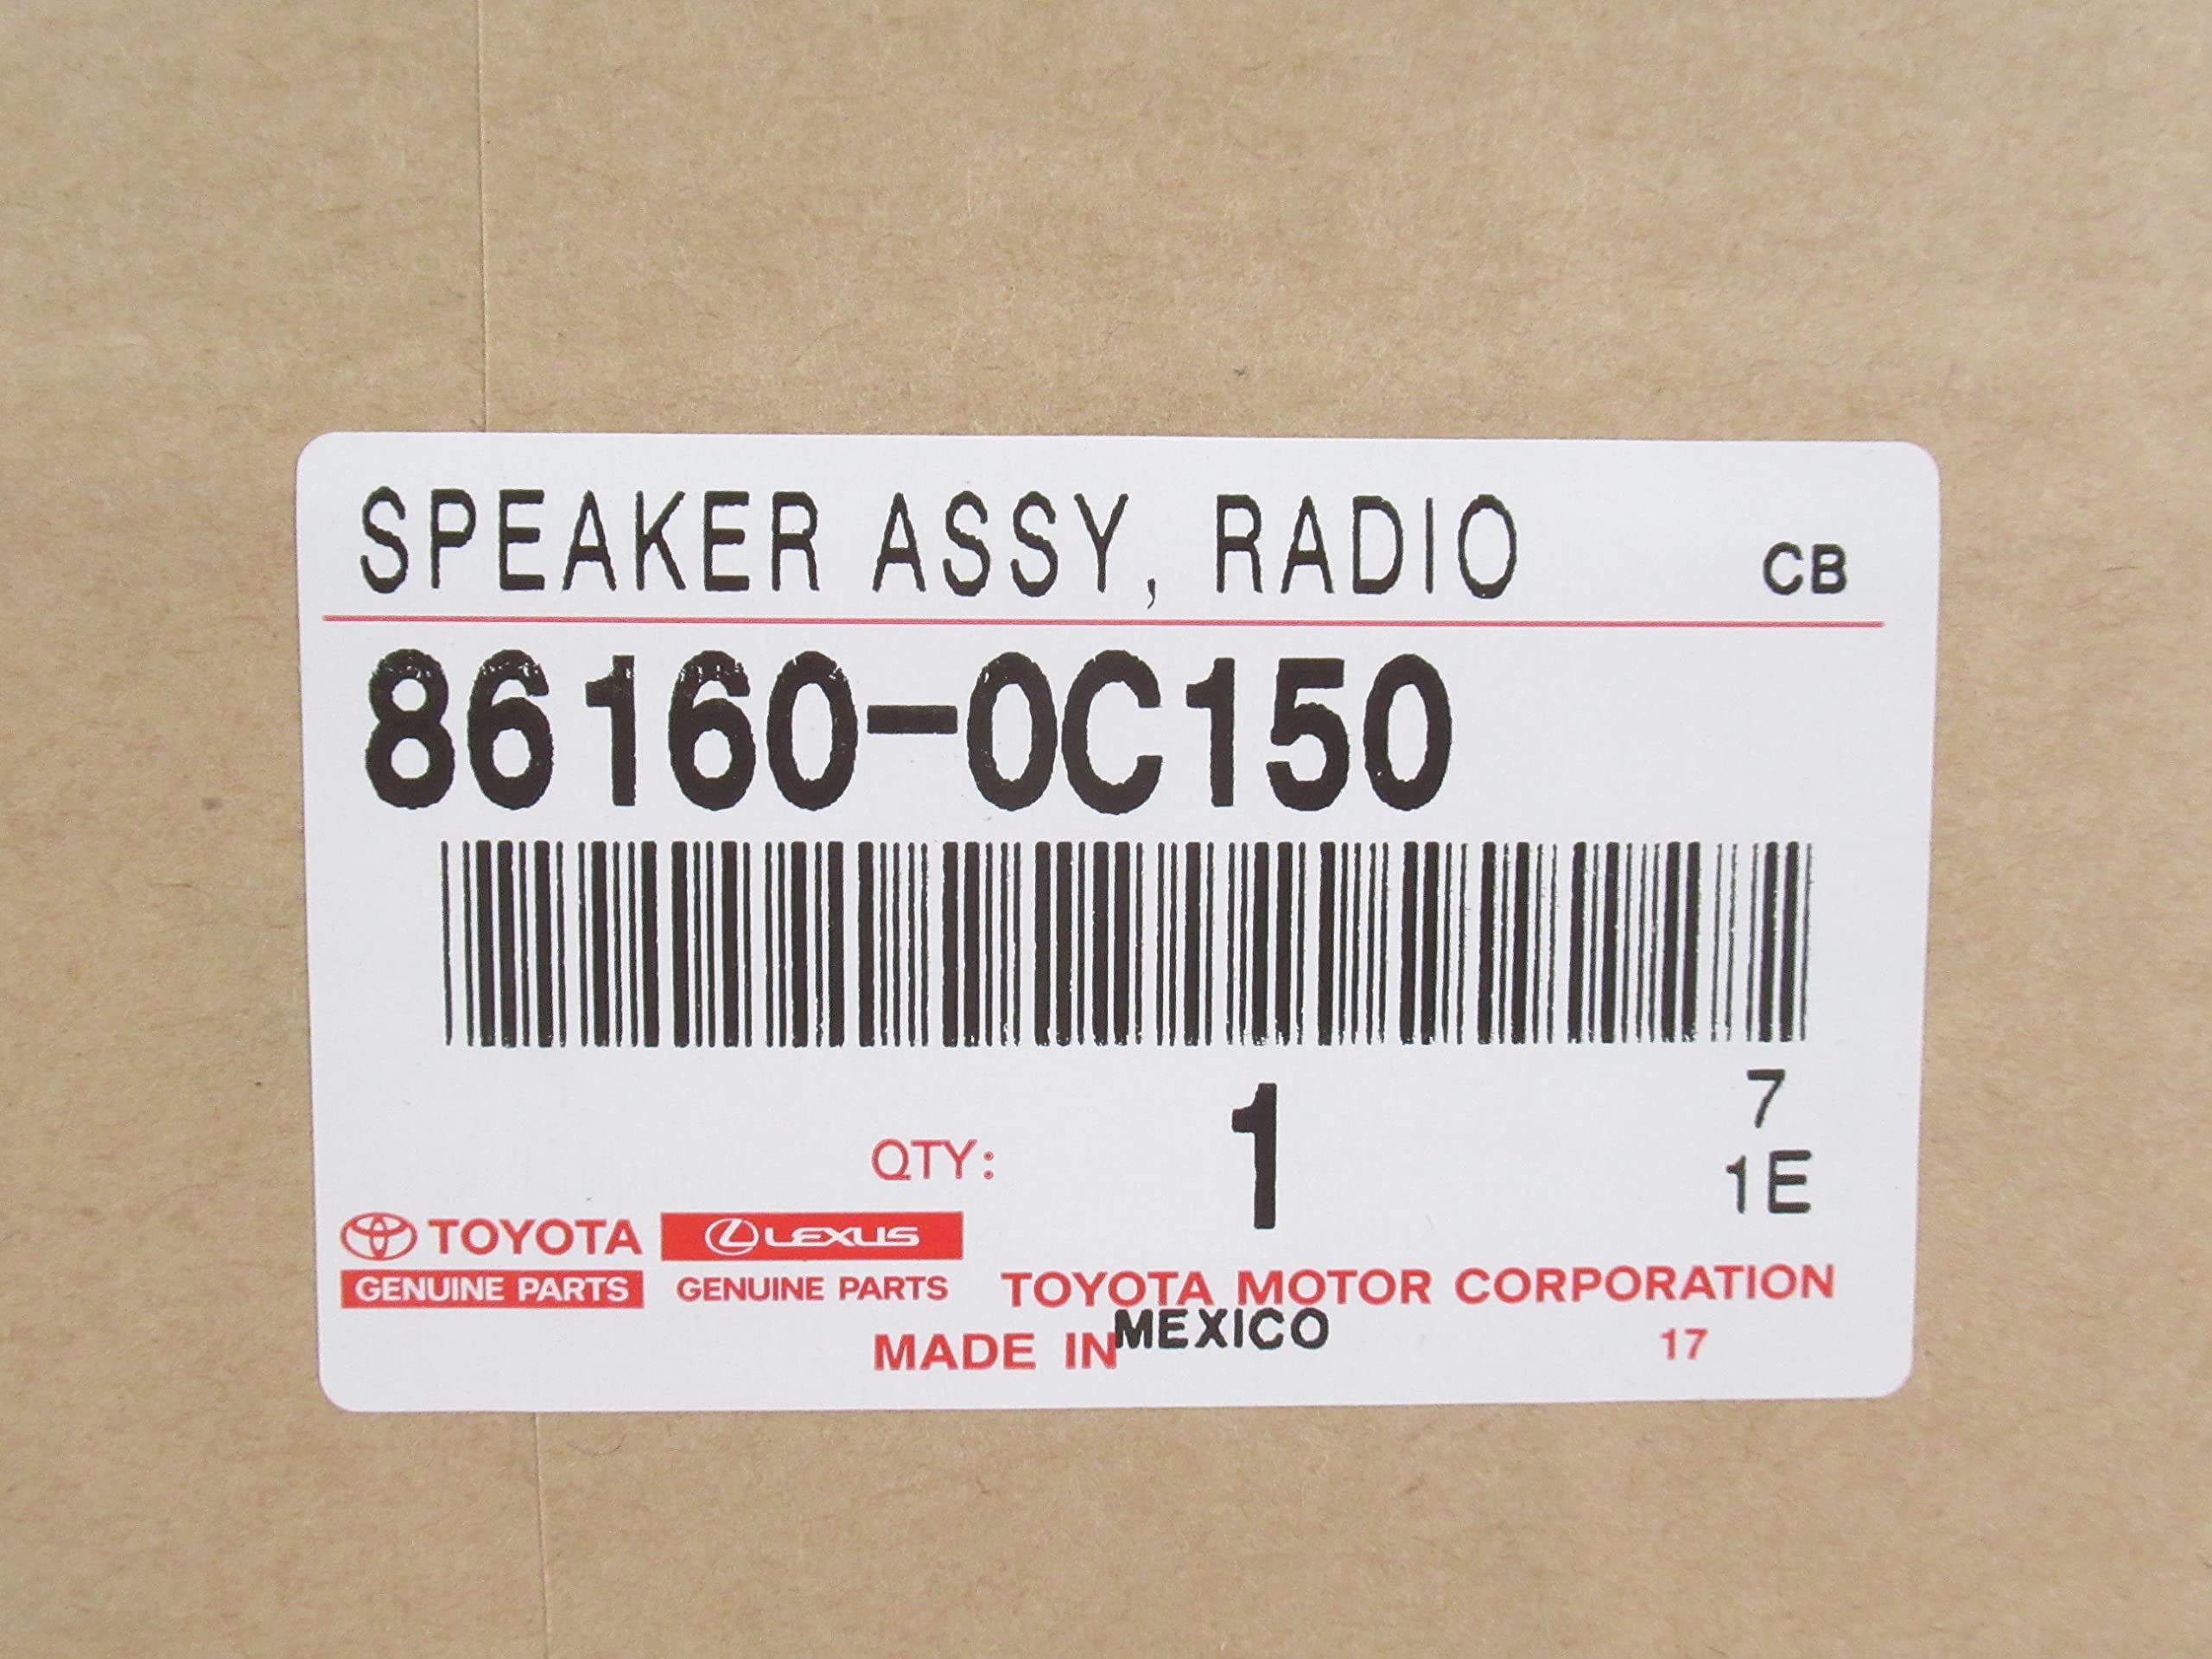 SPEAKER ASSY, RADIO CB
86160-0C150
7
QTY: 1 1E
TOYOTA LEXUS
GENUINE PARTS GENUINE PARTS TOYOTA MOTOR CORPORATION
MADE IN MEXICO 17